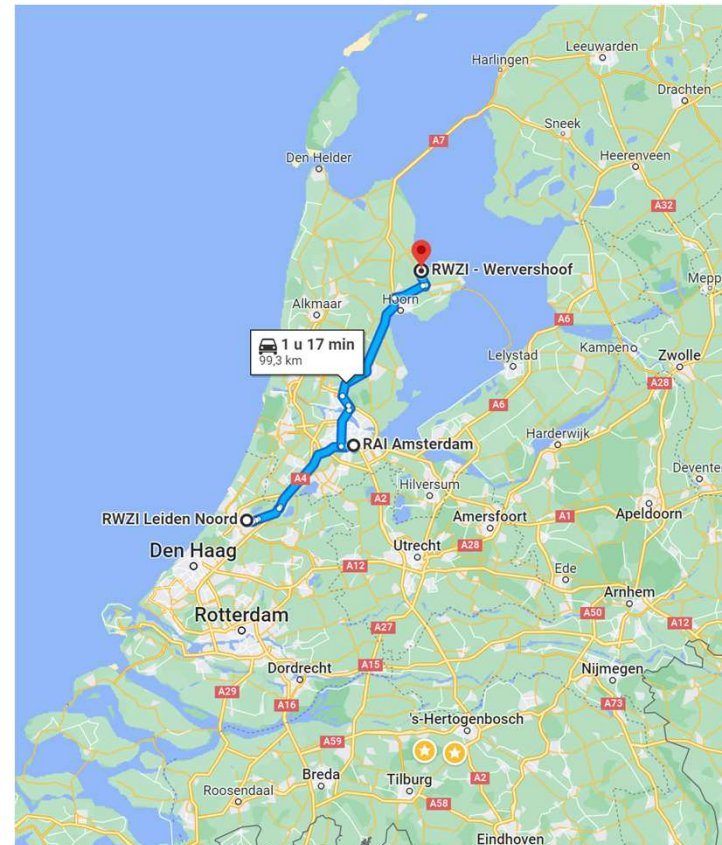 Harlingen
Leeuwarden
Drachten
A7
Sneek
Den Helder
Heerenveen
A32
RWZI - Wervershoof
Mepp
Alkmaar
Hoorn
A6
1 u 17 min
99,3 km
Lelystad
Kampen
Zwolle
A28
A6
RAI Amsterdam
Harderwijk
A4
Deventer
Hilversum
A2
RWZI Leiden Noord
Amersfoort
A1
Apeldoorn
Den Haag
Utrecht
A28
A12
Ede
Arnhem
Rotterdam
A50
A12
A27
A15
Dordrecht
Nijmegen
A29
A16
A73
's-Hertogenbosch
A59
A2
Breda
Tilburg
Roosendaal
A58
Eindhoven